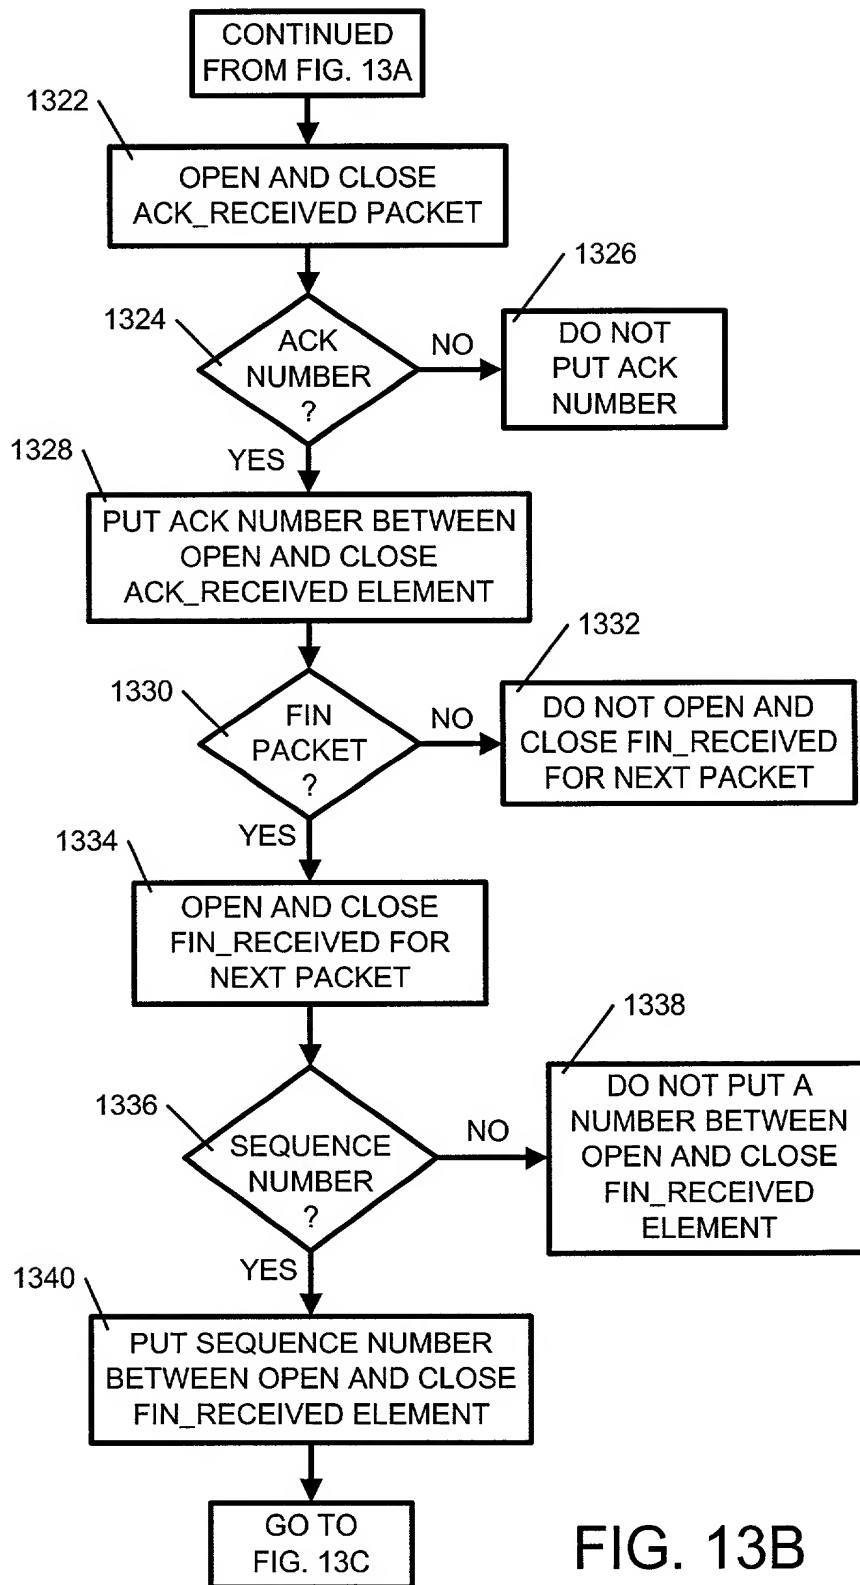 CONTINUED
FROM FIG. 13A
1322
OPEN AND CLOSE
ACK_RECEIVED PACKET
1324
ACK
NUMBER
?
NO
1326
DO NOT
PUT ACK
NUMBER
YES
1328
PUT ACK NUMBER BETWEEN
OPEN AND CLOSE
ACK_RECEIVED ELEMENT
1330
FIN
PACKET
?
NO
1332
DO NOT OPEN AND
CLOSE FIN_RECEIVED
FOR NEXT PACKET
YES
1334
OPEN AND CLOSE
FIN_RECEIVED FOR
NEXT PACKET
1336
SEQUENCE
NUMBER
?
NO
1338
DO NOT PUT A
NUMBER BETWEEN
OPEN AND CLOSE
FIN_RECEIVED
ELEMENT
YES
1340
PUT SEQUENCE NUMBER
BETWEEN OPEN AND CLOSE
FIN_RECEIVED ELEMENT
GO TO
FIG. 13C
FIG. 13B